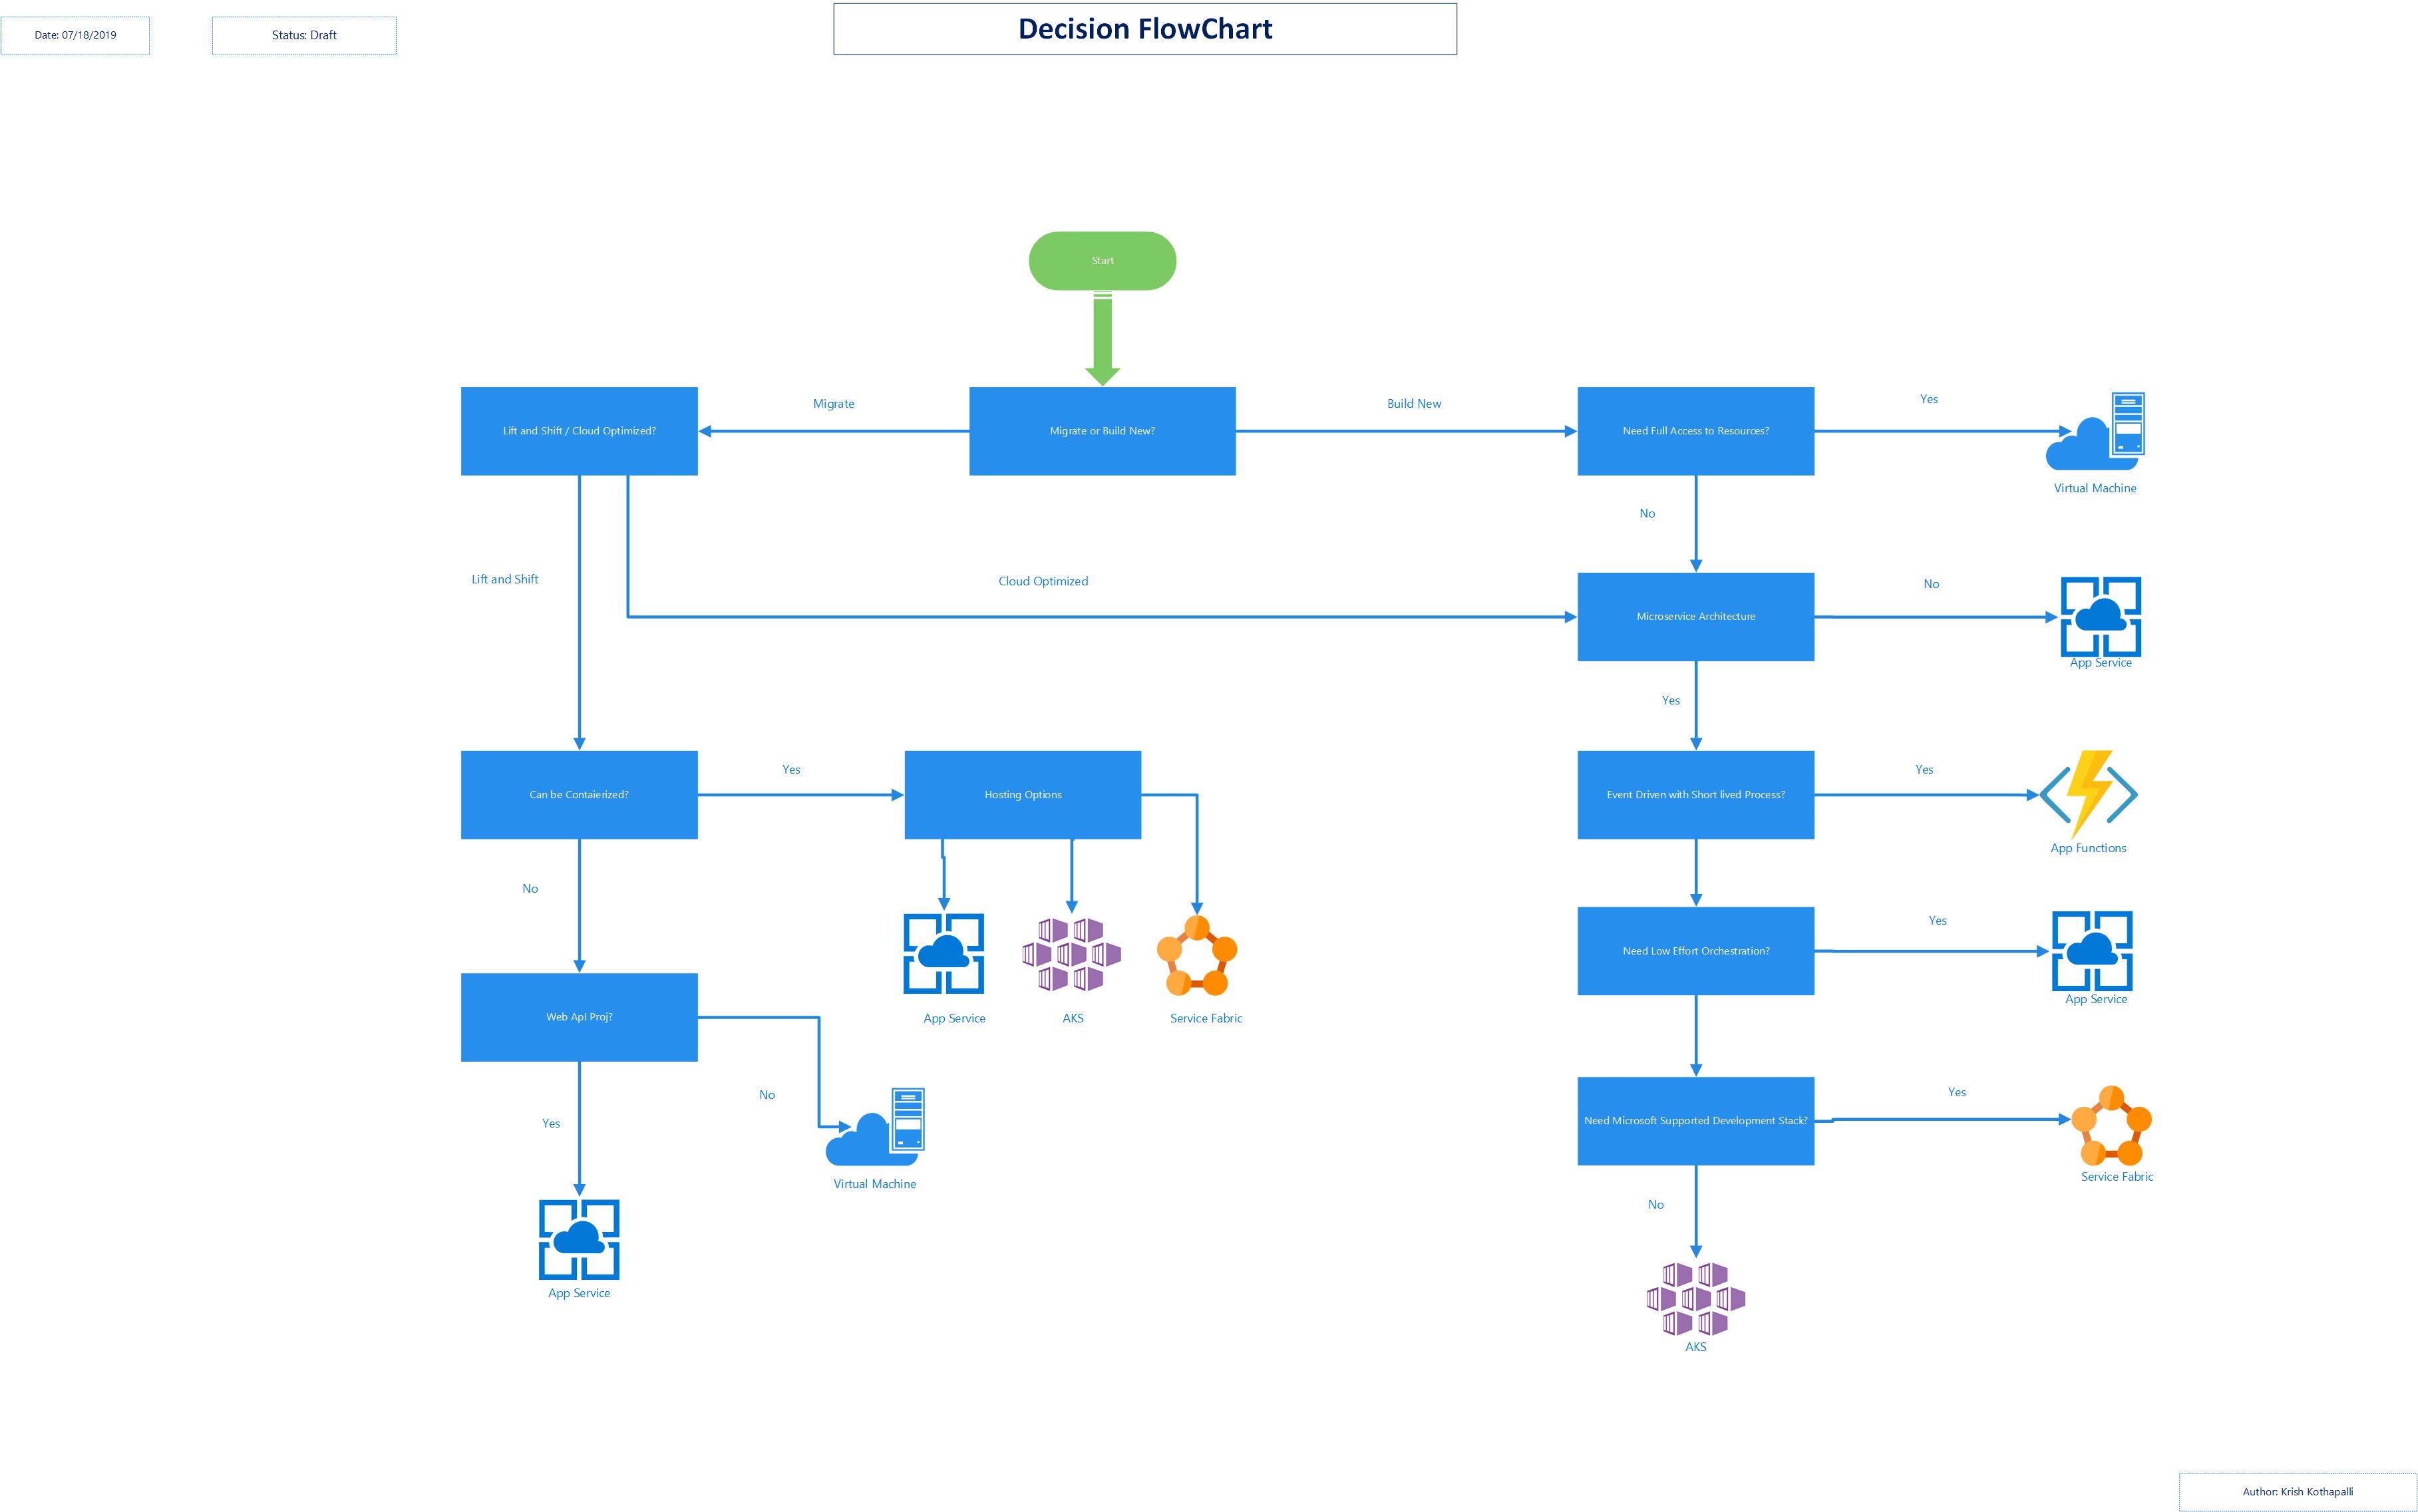 Decision FlowChart
Date: 07/18/2019
Status: Draft
Start
Lift and Shift / Cloud Optimized?
Migrate
Migrate or Build New?
Build New
Need Full Access to Resources?
Yes
Virtual Machine
No
Lift and Shift
Cloud Optimized
Microservice Architecture
No
App Service
Yes
Can be Contaierized?
Yes
Hosting Options
Event Driven with Short lived Process?
Yes
App Functions
No
App Service
AKS
Service Fabric
Need Low Effort Orchestration?
Yes
App Service
Web ApI Proj?
No
Virtual Machine
Yes
App Service
Need Microsoft Supported Development Stack?
Yes
Service Fabric
No
AKS
Author: Krish Kothapalli